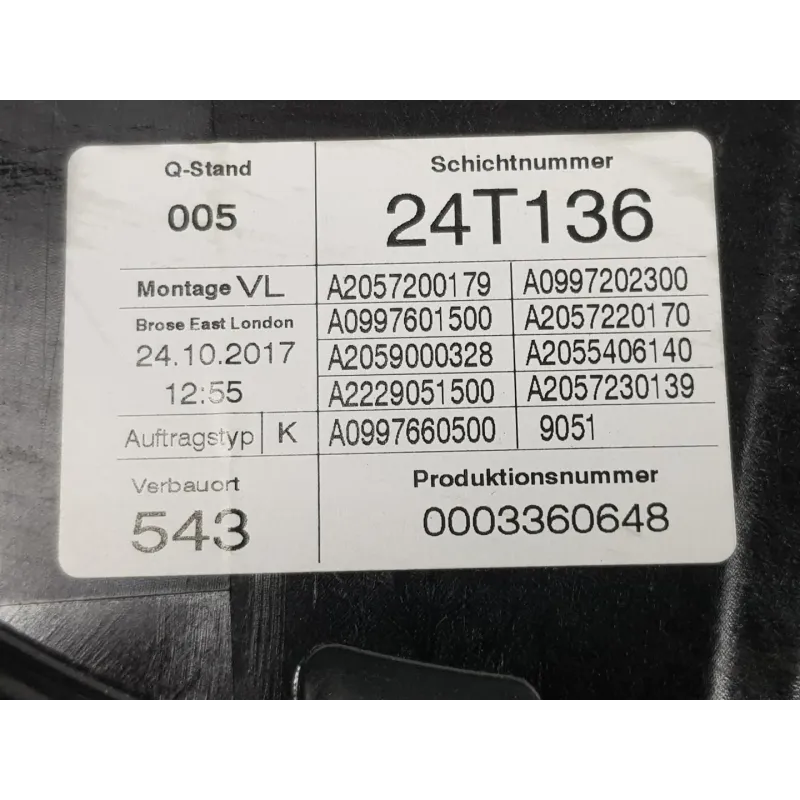 Q-Stand
005
Schichtnummer
24T136
Montage VL
Brose East London
24.10.2017
12:55
Auftragstyp K
A2057200179 A0997202300
A0997601500 A2057220170
A2059000328 A2055406140
A2229051500 A2057230139
A0997660500 9051
Verbauort
543
Produktionsnummer
0003360648